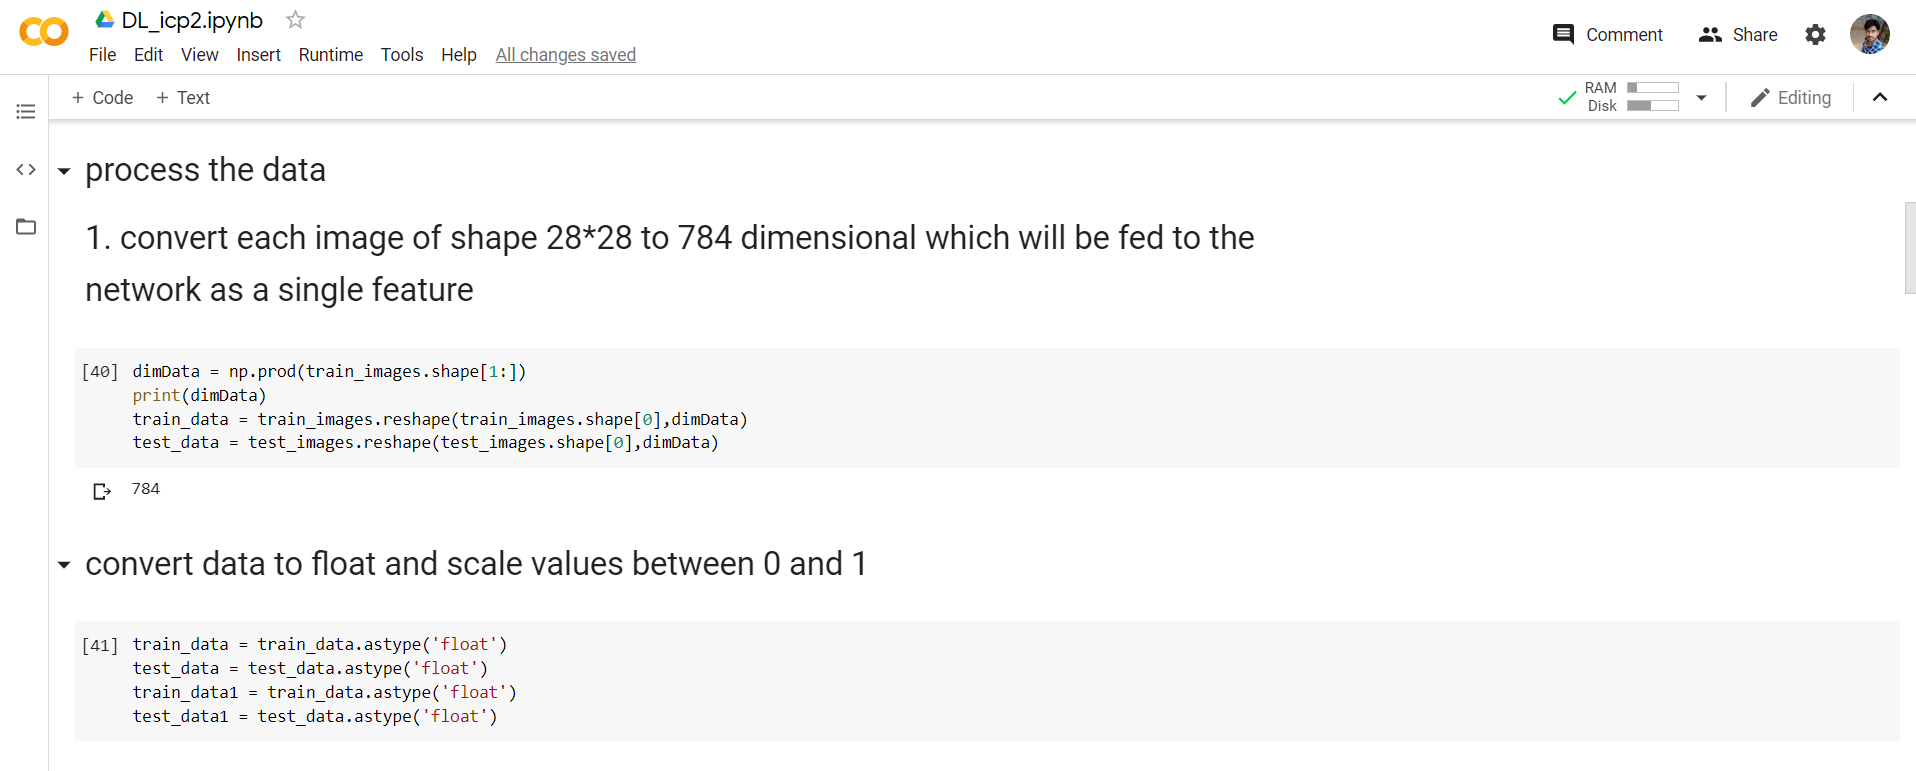 DL_icp2.ipynb
File Edit View Insert Runtime Tools Help All changes saved
Comment Share
+ Code + Text
RAM
Disk
Editing
process the data
1. convert each image of shape 28*28 to 784 dimensional which will be fed to the
network as a single feature
[40] dimData = np.prod(train_images.shape[1:])
print(dimData)
train_data = train_images.reshape(train_images.shape[0],dimData)
test_data = test_images.reshape(test_images.shape[0],dimData)
784
convert data to float and scale values between 0 and 1
[41] train_data = train_data.astype('float')
test_data = test_data.astype('float')
train_data1 = train_data.astype('float')
test_data1 = test_data.astype('float')